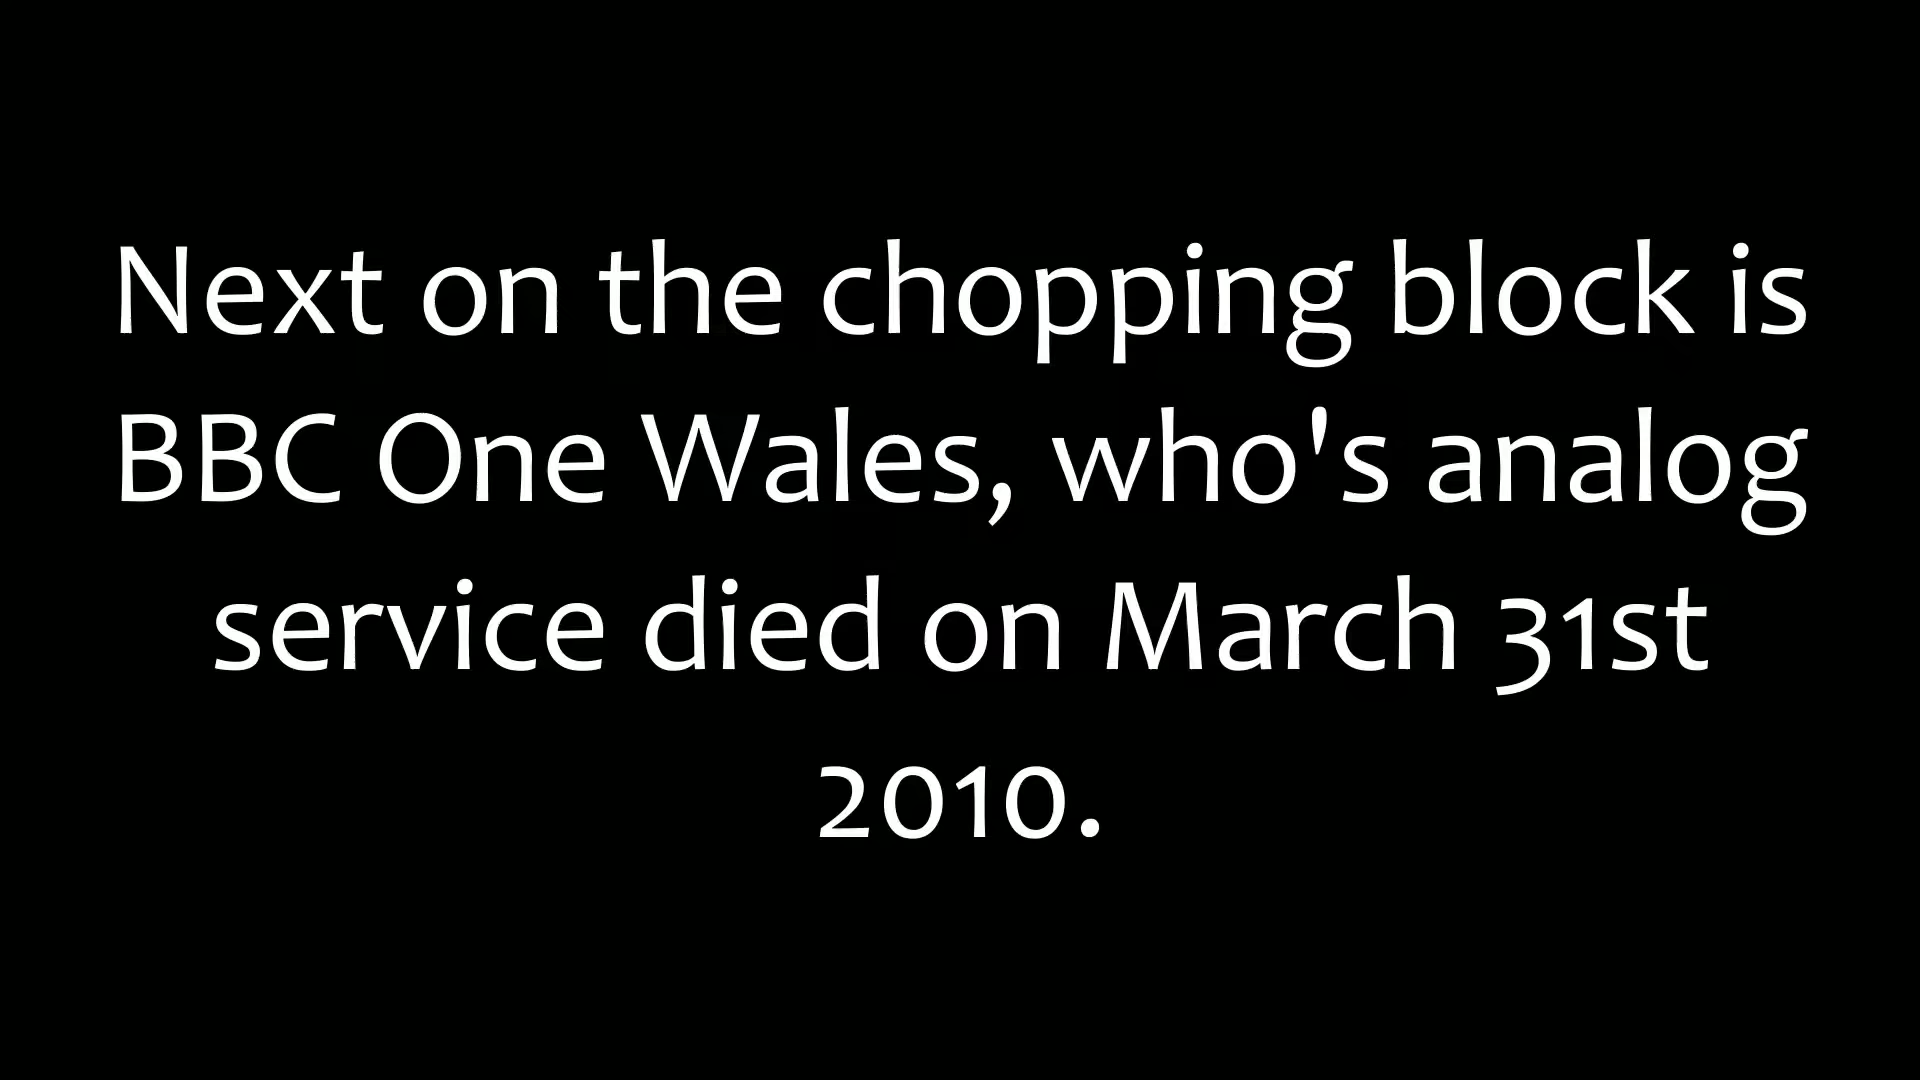 Next on the chopping block is
BBC One Wales, who's analog
service died on March 31st
2010.